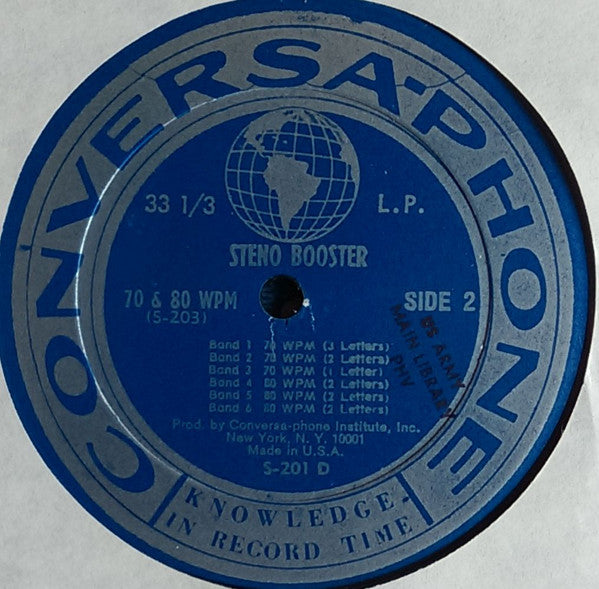 CONVERSA-PHONE
33 1/3 L.P.
STENO BOOSTER
70 & 80 WPM SIDE 2
(S-203)
Band 1 70 WPM (3 Letters)
Band 2 70 WPM (2 Letters)
Band 3 70 WPM (1 Letter)
Band 4 80 WPM (2 Letters)
Band 5 80 WPM (2 Letters)
Band 6 80 WPM (2 Letters)
US ARMY
MAIN LIBRARY
PHV
Prod. by Conversa-phone Institute, Inc.
New York, N. Y. 10001
Made in U.S.A.
S-201 D
KNOWLEDGE-
IN RECORD TIME